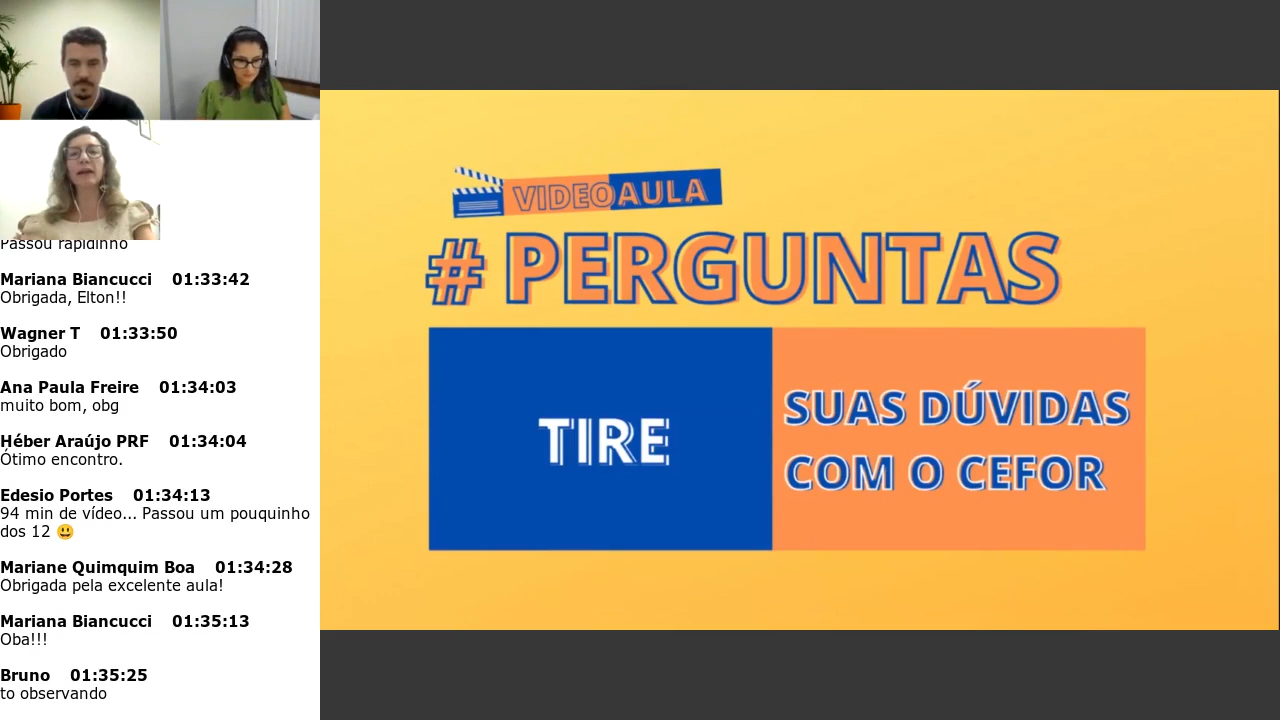 Passou rapidinho
Mariana Biancucci 01:33:42
Obrigada, Elton!!
Wagner T 01:33:50
Obrigado
Ana Paula Freire 01:34:03
muito bom, obg
Héber Araújo PRF 01:34:04
Ótimo encontro.
Edesio Portes 01:34:13
94 min de vídeo... Passou um pouquinho
dos 12 😃
Mariane Quimquim Boa 01:34:28
Obrigada pela excelente aula!
Mariana Biancucci 01:35:13
Oba!!!
Bruno 01:35:25
to observando
VIDEOAULA
# PERGUNTAS
TIRE
SUAS DÚVIDAS
COM O CEFOR